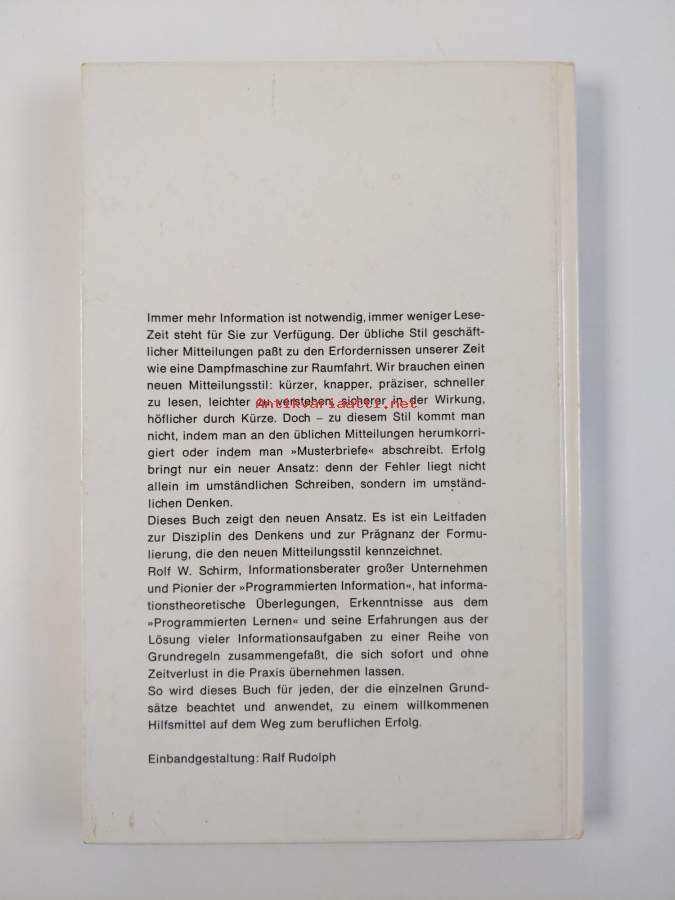 Immer mehr Information ist notwendig, immer weniger Lese-
Zeit steht für Sie zur Verfügung. Der übliche Stil geschäft-
licher Mitteilungen paßt zu den Erfordernissen unserer Zeit
wie eine Dampfmaschine zur Raumfahrt. Wir brauchen einen
neuen Mitteilungsstil: kürzer, knapper, präziser, schneller
zu lesen, leichter zu verstehen, sicherer in der Wirkung,
Antikvariaatti.net
höflicher durch Kürze. Doch – zu diesem Stil kommt man
nicht, indem man an den üblichen Mitteilungen herumkorri-
giert oder indem man »Musterbriefe« abschreibt. Erfolg
bringt nur ein neuer Ansatz: denn der Fehler liegt nicht
allein im umständlichen Schreiben, sondern im umständ-
lichen Denken.
Dieses Buch zeigt den neuen Ansatz. Es ist ein Leitfaden
zur Disziplin des Denkens und zur Prägnanz der Formu-
lierung, die den neuen Mitteilungsstil kennzeichnet.
Rolf W. Schirm, Informationsberater großer Unternehmen
und Pionier der »Programmierten Information«, hat informa-
tionstheoretische Überlegungen, Erkenntnisse aus dem
»Programmierten Lernen« und seine Erfahrungen aus der
Lösung vieler Informationsaufgaben zu einer Reihe von
Grundregeln zusammengefaßt, die sich sofort und ohne
Zeitverlust in die Praxis übernehmen lassen.
So wird dieses Buch für jeden, der die einzelnen Grund-
sätze beachtet und anwendet, zu einem willkommenen
Hilfsmittel auf dem Weg zum beruflichen Erfolg.
Einbandgestaltung: Ralf Rudolph